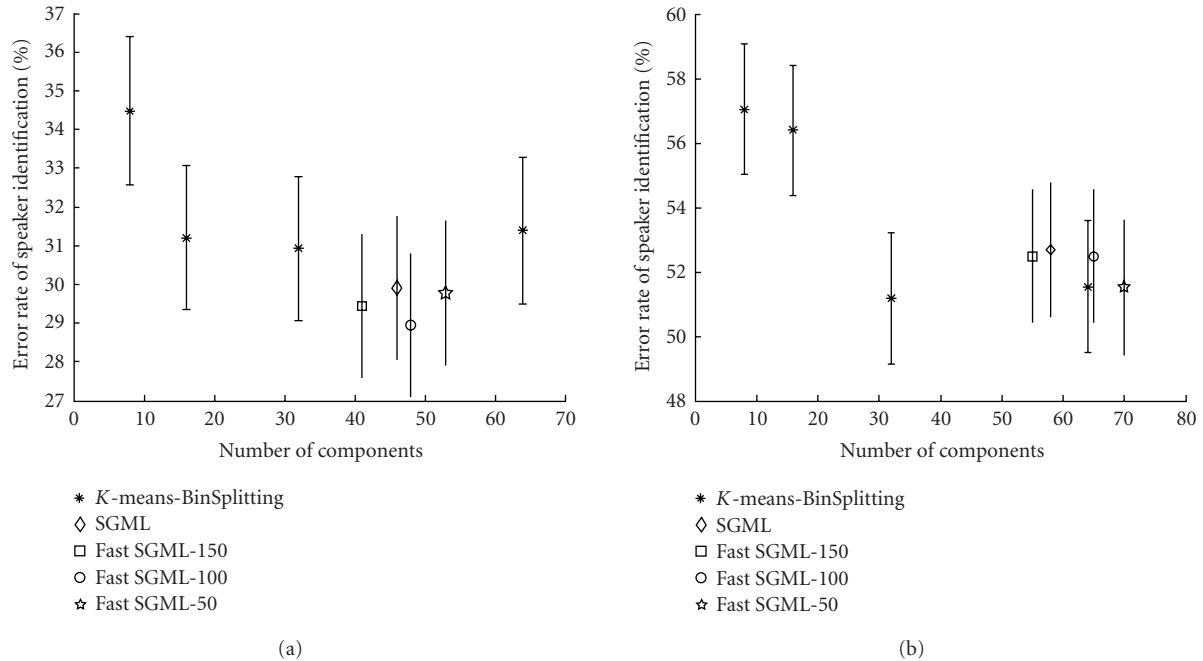 Error rate of speaker identification (%)
37
36
35
34
33
32
31
30
29
28
27
0 10 20 30 40 50 60 70
Number of components
K-means-BinSplitting
SGML
Fast SGML-150
Fast SGML-100
Fast SGML-50
(a)
Error rate of speaker identification (%)
60
58
56
54
52
50
48
0 10 20 30 40 50 60 70 80
Number of components
K-means-BinSplitting
SGML
Fast SGML-150
Fast SGML-100
Fast SGML-50
(b)